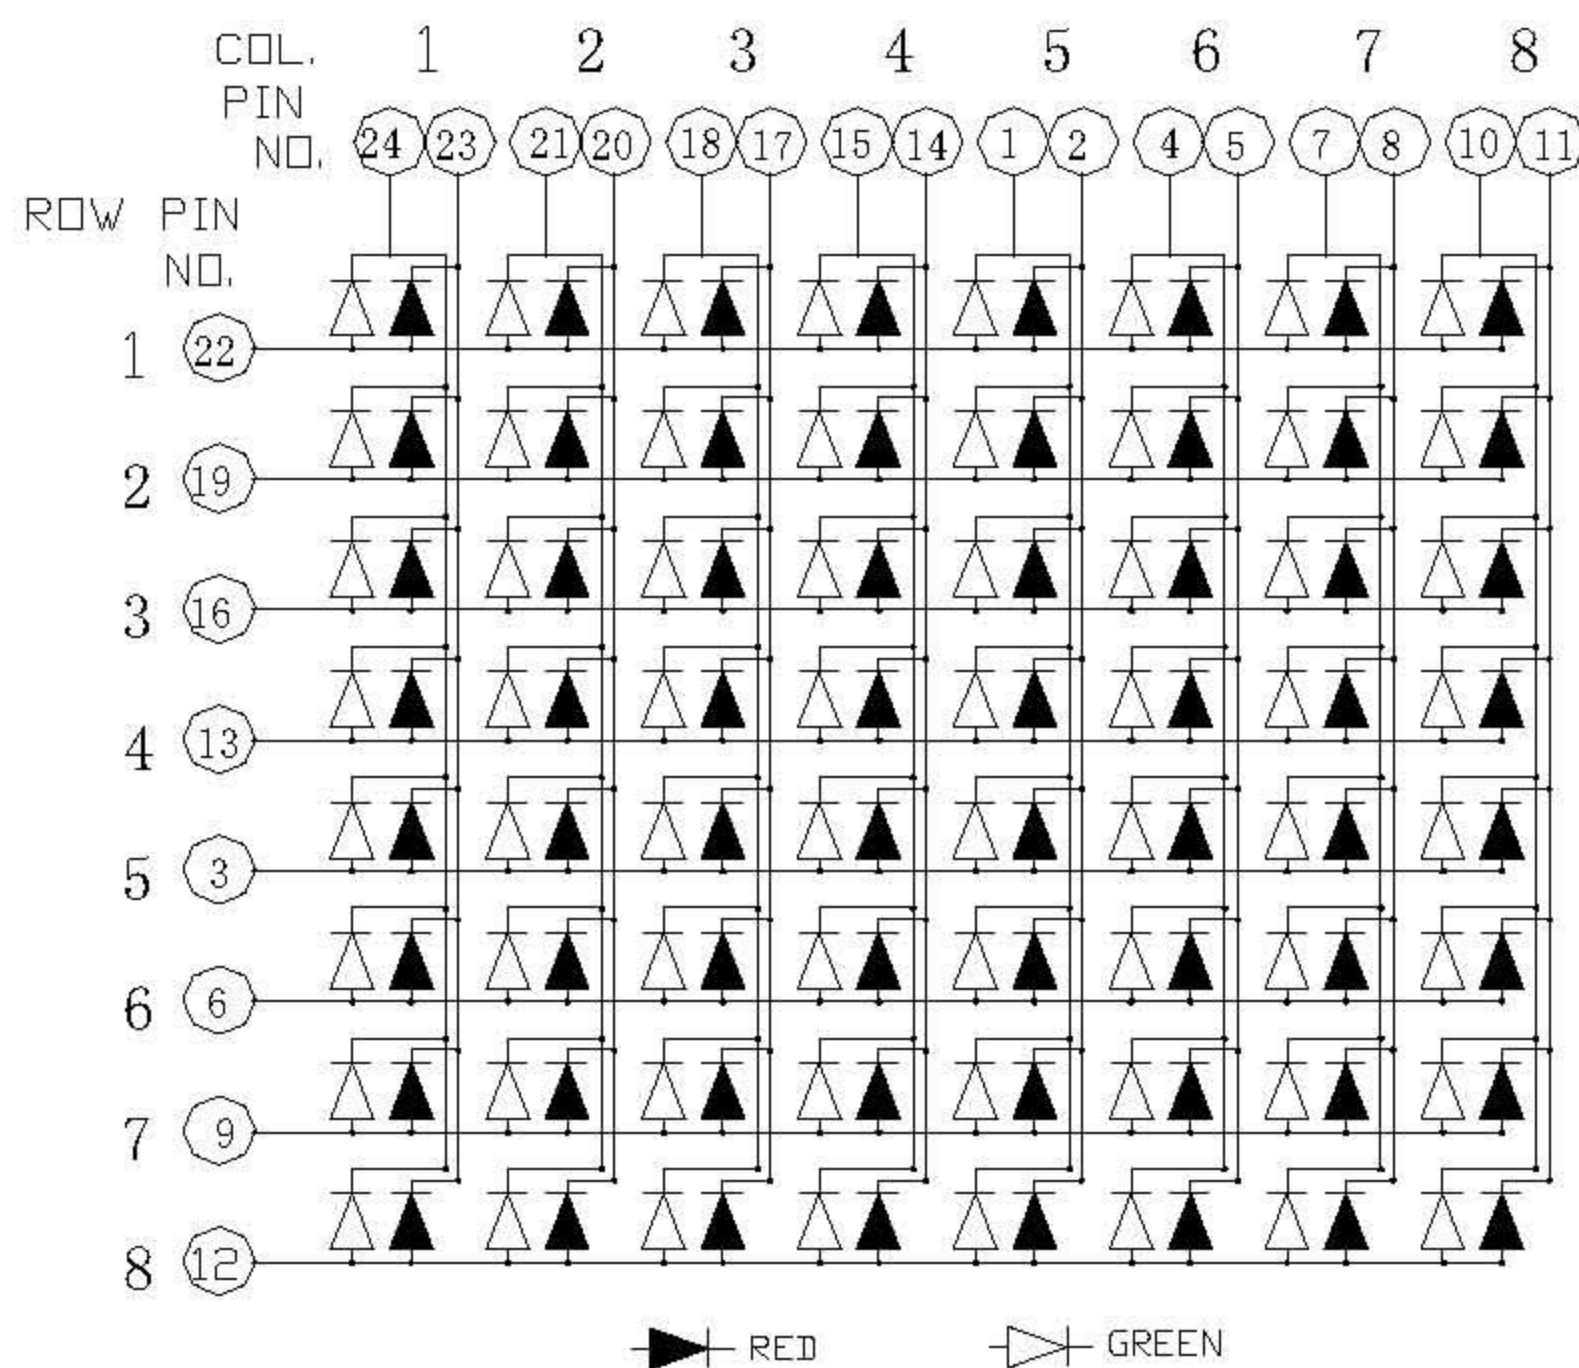 COL. 1 2 3 4 5 6 7 8
PIN
NO. 24 23 21 20 18 17 15 14 1 2 4 5 7 8 10 11
ROW PIN
NO.
1 22
2 19
3 16
4 13
5 3
6 6
7 9
8 12
RED GREEN